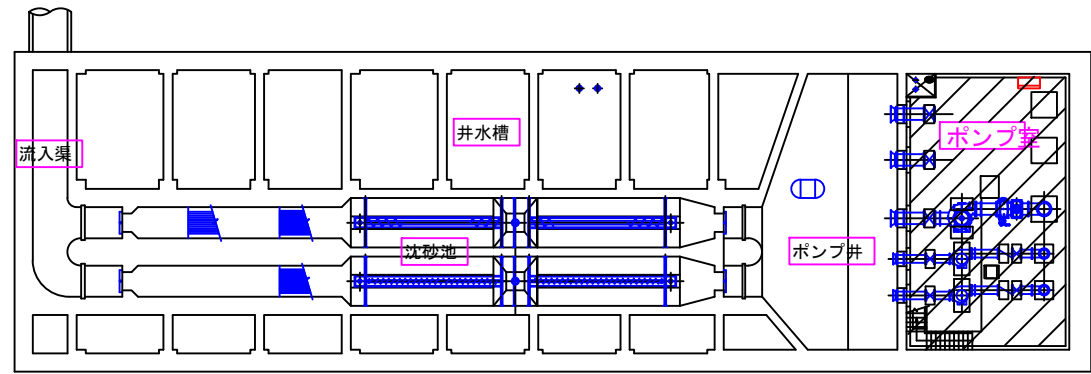 流入渠
井水槽
ポンプ室
沈砂池
ポンプ井